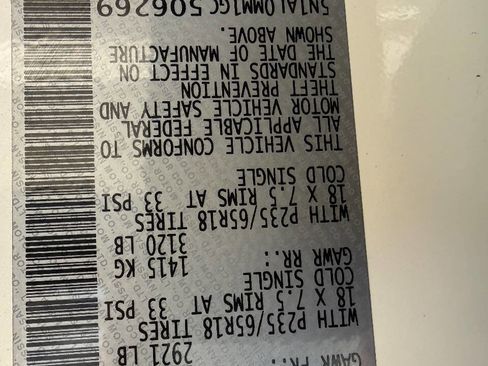 GAWR FR.:
2921 LB
WITH P235/65R18 TIRES
18 X 7.5 RIMS AT 33 PSI
COLD SINGLE
GAWR RR.: 1415 KG
3120 LB
WITH P235/65R18 TIRES
18 X 7.5 RIMS AT 33 PSI
COLD SINGLE
THIS VEHICLE CONFORMS TO
ALL APPLICABLE FEDERAL
MOTOR VEHICLE SAFETY AND
THEFT PREVENTION
STANDARDS IN EFFECT ON
THE DATE OF MANUFACTURE
SHOWN ABOVE.
5N1AL0MM1GC506269